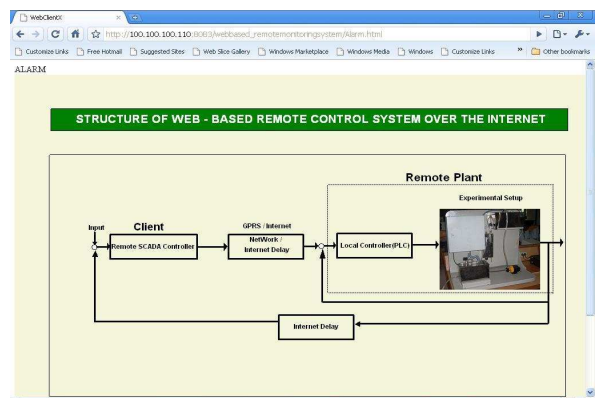 WebClientX
http://100.100.100.110:8083/webbased_remotemontoringsystem/Alarm.html
Customize Links
Free Hotmail
Suggested Sites
Web Slice Gallery
Windows Marketplace
Windows Media
Windows
Customize Links
»
Other bookmarks
ALARM
STRUCTURE OF WEB - BASED REMOTE CONTROL SYSTEM OVER THE INTERNET
Remote Plant
Experimental Setup
Input
Client
GPRS / Internet
Remote SCADA Controller
NetWork /
Internet Delay
Local Controller(PLC)
Internet Delay